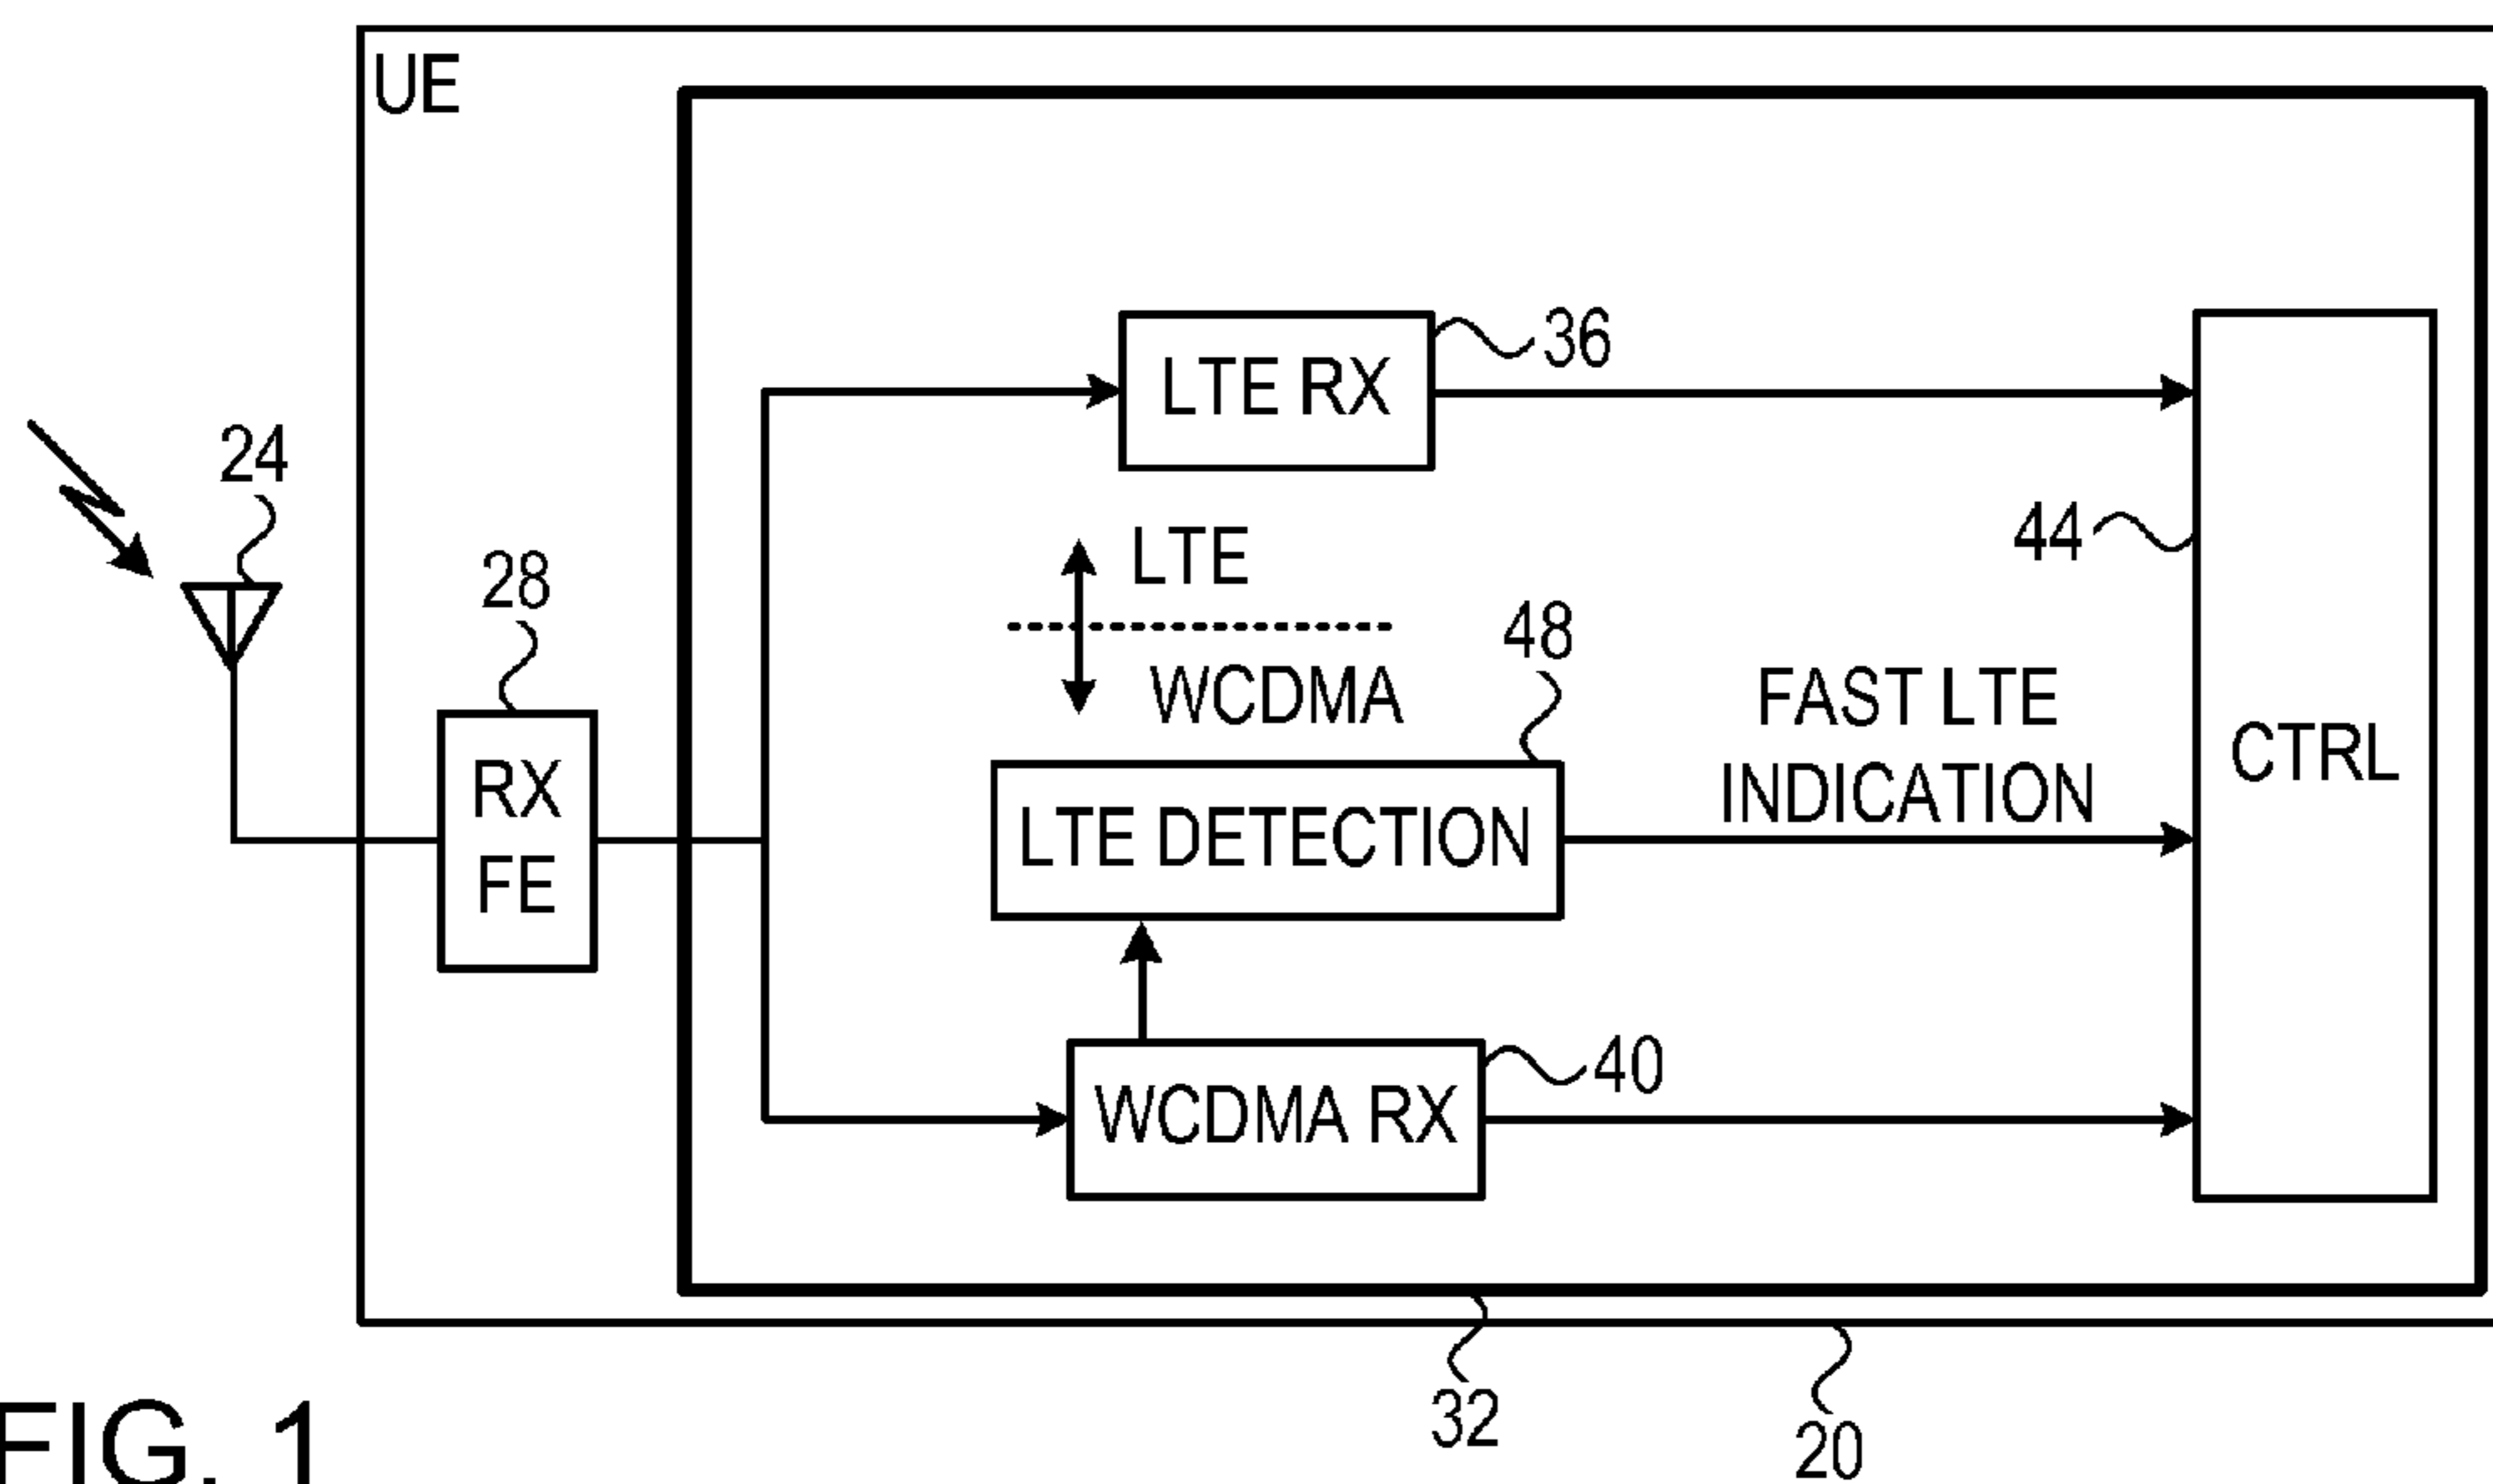 UE
36
LTE RX
24
44
LTE
28
48
WCDMA
FAST LTE
INDICATION
CTRL
RX
FE
LTE DETECTION
40
WCDMA RX
32
20
FIG. 1